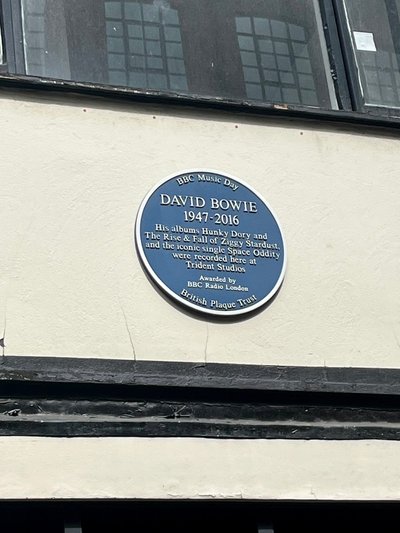 BBC Music Day
DAVID BOWIE
1947-2016
His albums Hunky Dory and
The Rise & Fall of Ziggy Stardust,
and the iconic single Space Oddity
were recorded here at
Trident Studios
Awarded by
BBC Radio London
British Plaque Trust